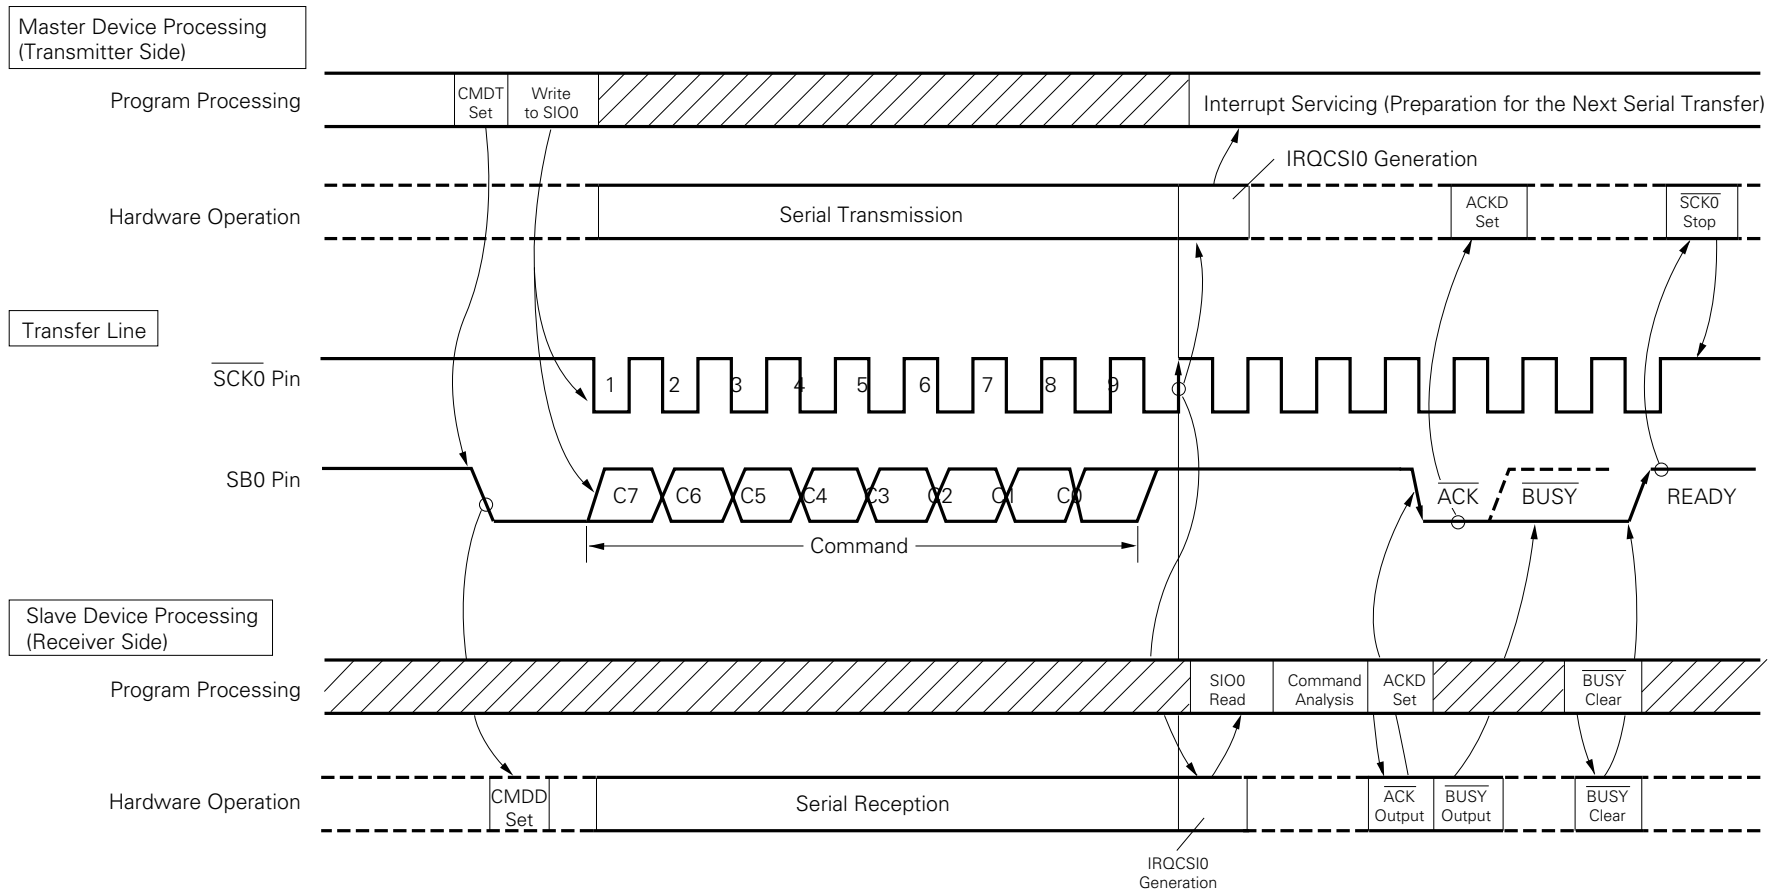 Master Device Processing
(Transmitter Side)
Program Processing
CMDT
Set
Write
to SIO0
Interrupt Servicing (Preparation for the Next Serial Transfer)
IRQCSI0 Generation
Hardware Operation
Serial Transmission
ACKD
Set
SCK0
Stop
Transfer Line
SCK0 Pin
1 2 3 4 5 6 7 8 9
SB0 Pin
C7 C6 C5 C4 C3 C2 C1 C0
ACK
BUSY
READY
Command
Slave Device Processing
(Receiver Side)
Program Processing
SIO0
Read
Command
Analysis
ACKD
Set
BUSY
Clear
Hardware Operation
CMDD
Set
Serial Reception
ACK
Output
BUSY
Output
BUSY
Clear
IRQCSI0
Generation